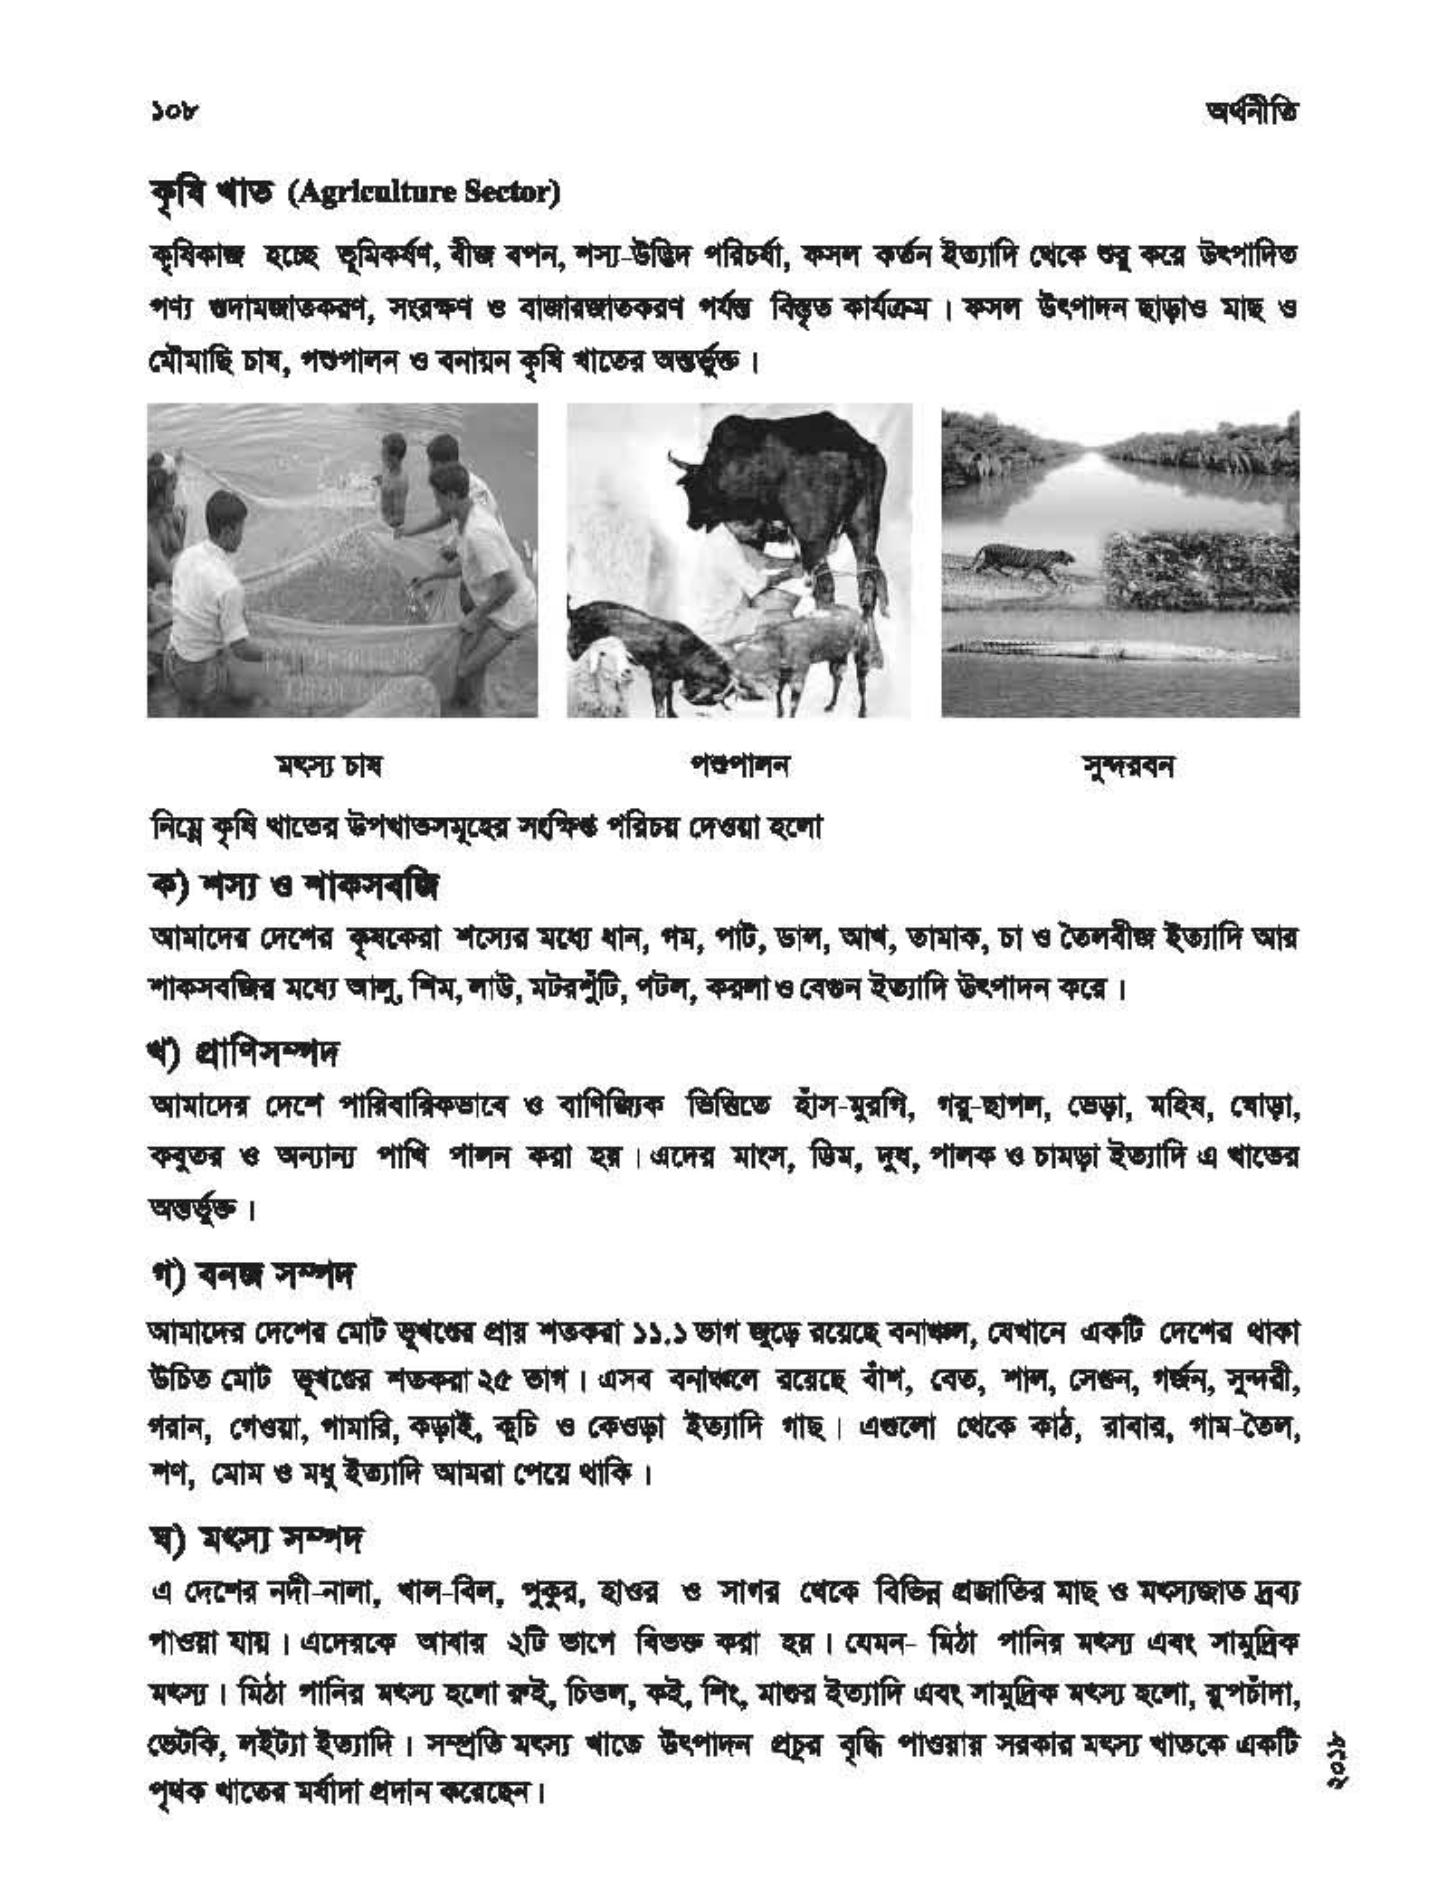 ১০৮
অর্থনীতি
কৃষি খাত (Agriculture Sector)
কৃষিকাজ হচ্ছে ভূমিকর্ষণ, বীজ বপন, শস্য-উদ্ভিদ পরিচর্যা, ফসল কর্তন ইত্যাদি থেকে শুরু করে উৎপাদিত
পণ্য গুদামজাতকরণ, সংরক্ষণ ও বাজারজাতকরণ পর্যন্ত বিস্তৃত কার্যক্রম । ফসল উৎপাদন ছাড়াও মাছ ও
মৌমাছি চাষ, পশুপালন ও বনায়ন কৃষি খাতের অন্তর্ভুক্ত ।
মৎস্য চাষ
পশুপালন
সুন্দরবন
নিম্নে কৃষি খাতের উপখাতসমূহের সংক্ষিপ্ত পরিচয় দেওয়া হলো
ক) শস্য ও শাকসবজি
আমাদের দেশের কৃষকেরা শস্যের মধ্যে ধান, গম, পাট, ডাল, আখ, তামাক, চা ও তৈলবীজ ইত্যাদি আর
শাকসবজির মধ্যে আলু, শিম, লাউ, মটরশুঁটি, পটল, করলা ও বেগুন ইত্যাদি উৎপাদন করে ।
খ) প্রাণিসম্পদ
আমাদের দেশে পারিবারিকভাবে ও বাণিজ্যিক ভিত্তিতে হাঁস-মুরগি, গরু-ছাগল, ভেড়া, মহিষ, ঘোড়া,
কবুতর ও অন্যান্য পাখি পালন করা হয় । এদের মাংস, ডিম, দুধ, পালক ও চামড়া ইত্যাদি এ খাতের
অন্তর্ভুক্ত ।
গ) বনজ সম্পদ
আমাদের দেশের মোট ভূখণ্ডের প্রায় শতকরা ১১.১ ভাগ জুড়ে রয়েছে বনাঞ্চল, যেখানে একটি দেশের থাকা
উচিত মোট ভূখণ্ডের শতকরা ২৫ ভাগ । এসব বনাঞ্চলে রয়েছে বাঁশ, বেত, শাল, সেগুন, গর্জন, সুন্দরী,
গরান, গেওয়া, গামারি, কড়াই, কুচি ও কেওড়া ইত্যাদি গাছ । এগুলো থেকে কাঠ, রাবার, গাম-তৈল,
শণ, মোম ও মধু ইত্যাদি আমরা পেয়ে থাকি ।
ঘ) মৎস্য সম্পদ
এ দেশের নদী-নালা, খাল-বিল, পুকুর, হাওর ও সাগর থেকে বিভিন্ন প্রজাতির মাছ ও মৎস্যজাত দ্রব্য
পাওয়া যায় । এদেরকে আবার ২টি ভাগে বিভক্ত করা হয় । যেমন- মিঠা পানির মৎস্য এবং সামুদ্রিক
মৎস্য । মিঠা পানির মৎস্য হলো রুই, চিতল, কই, শিং, মাগুর ইত্যাদি এবং সামুদ্রিক মৎস্য হলো, রূপচাঁদা,
ভেটকি, লইট্যা ইত্যাদি । সম্প্রতি মৎস্য খাতে উৎপাদন প্রচুর বৃদ্ধি পাওয়ায় সরকার মৎস্য খাতকে একটি
পৃথক খাতের মর্যাদা প্রদান করেছেন ।
২০১৮